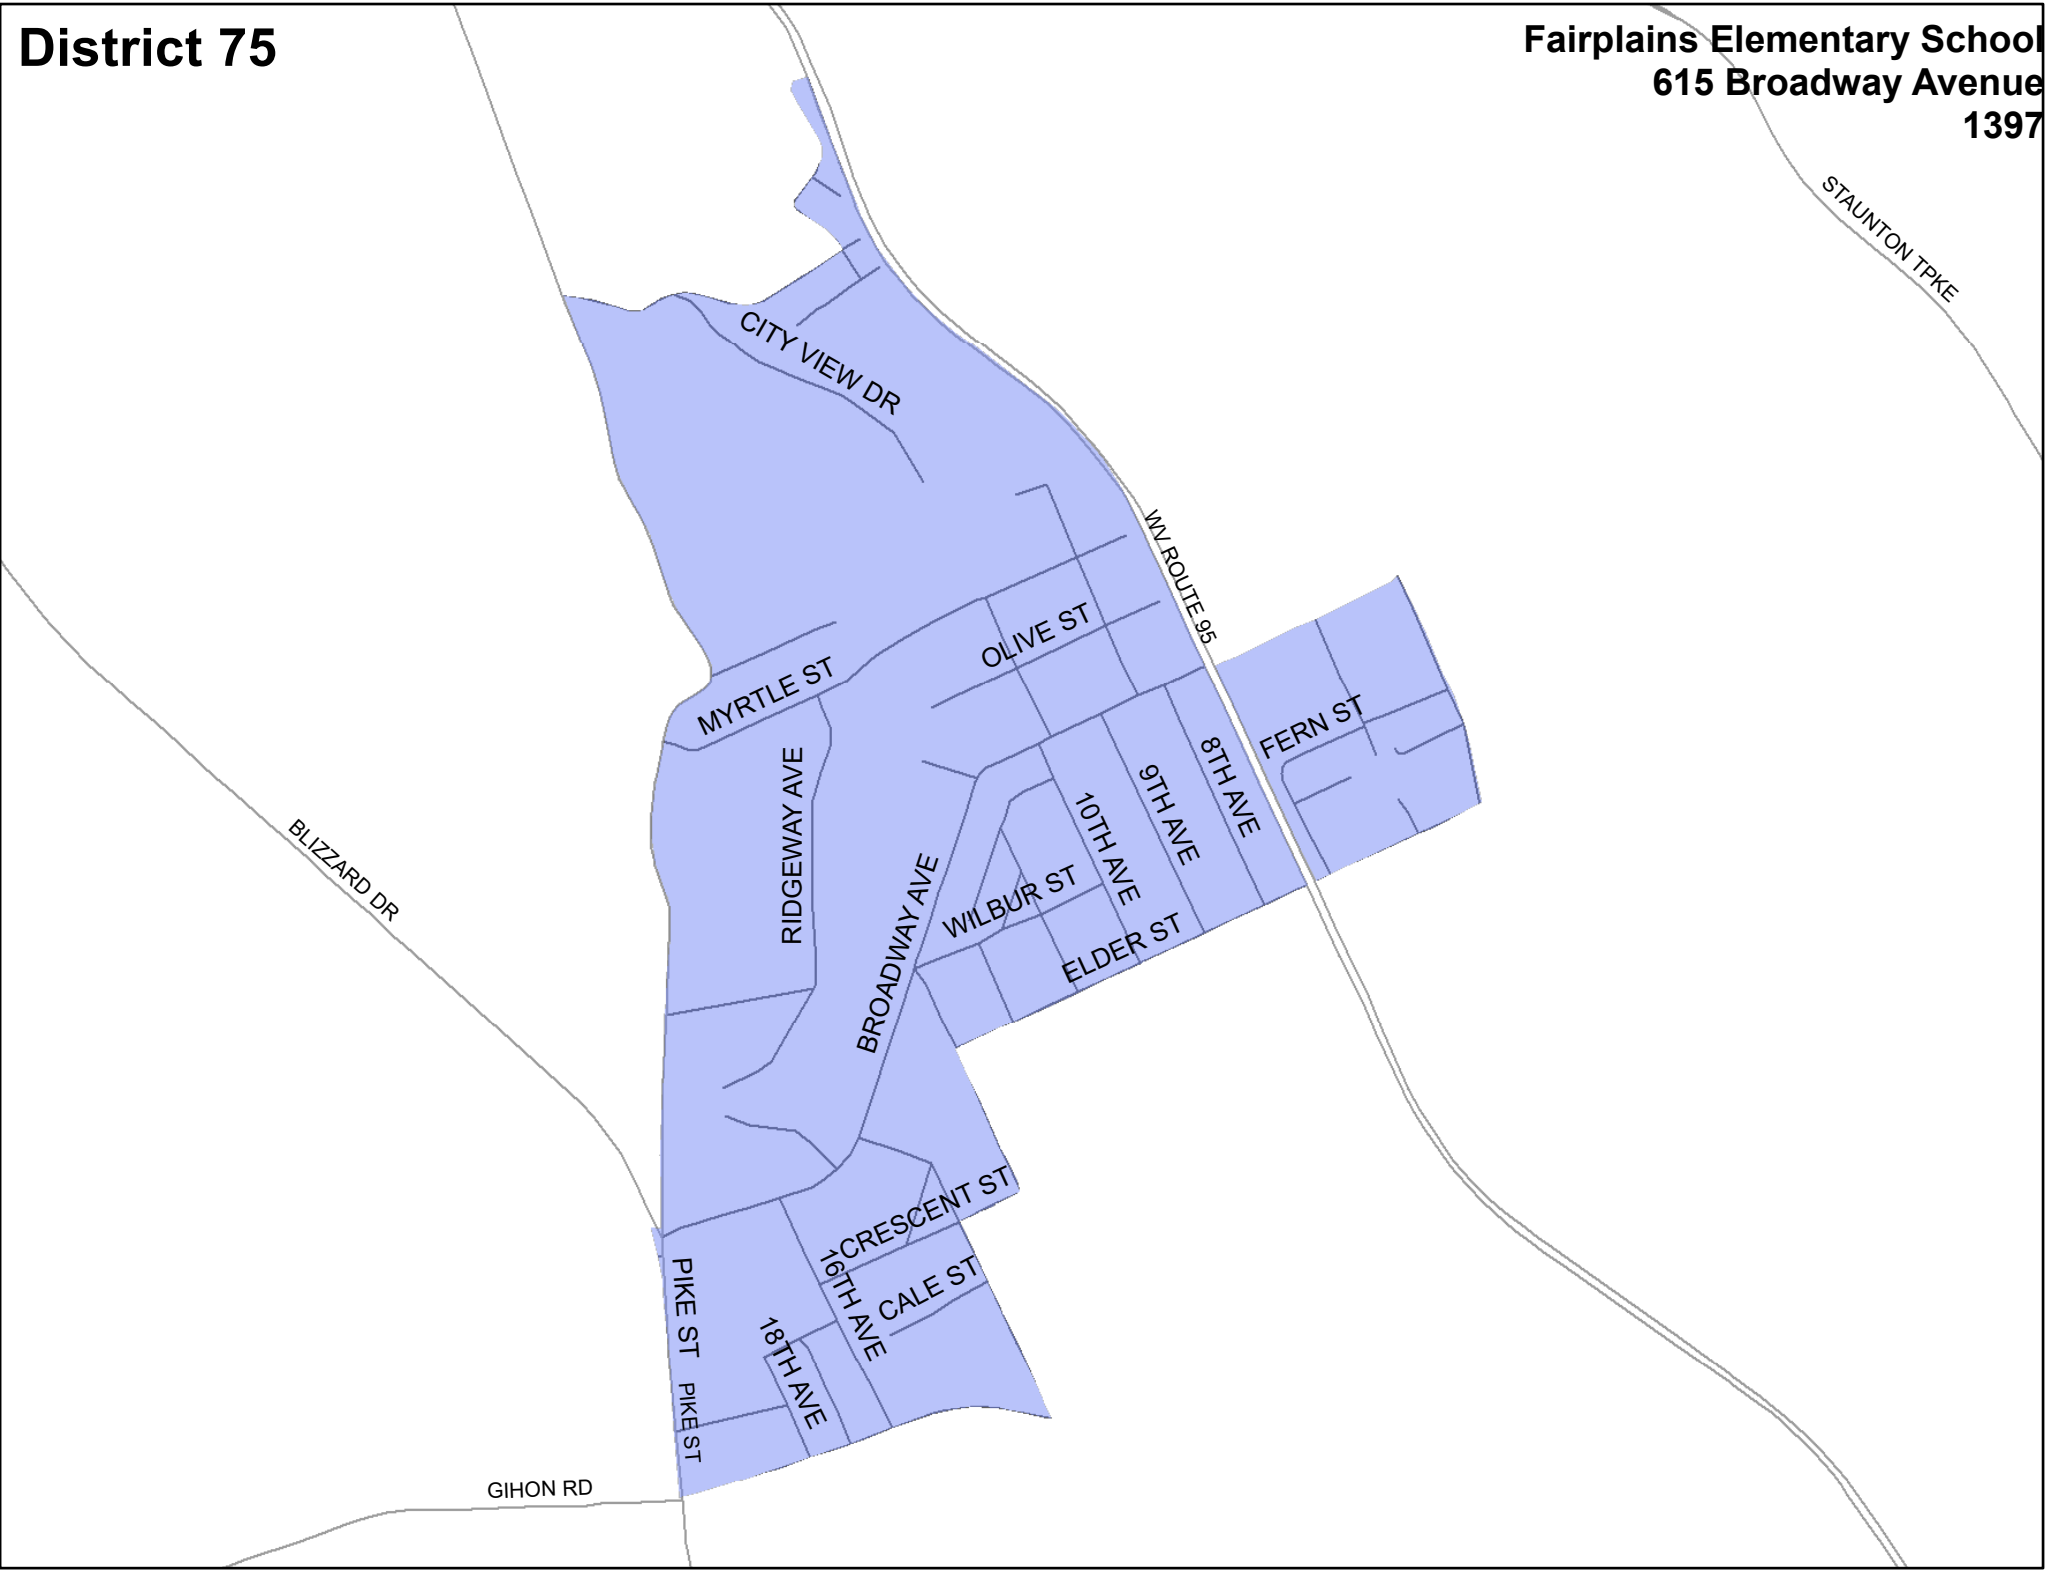 District 75
Fairplains Elementary School
615 Broadway Avenue
1397
STAUNTON TPKE
CITY VIEW DR
WV ROUTE 95
OLIVE ST
MYRTLE ST
FERN ST
RIDGEWAY AVE
8TH AVE
9TH AVE
10TH AVE
BLIZZARD DR
BROADWAY AVE
WILBUR ST
ELDER ST
CRESCENT ST
16TH AVE
CALE ST
PIKE ST
18TH AVE
PIKE ST
GIHON RD